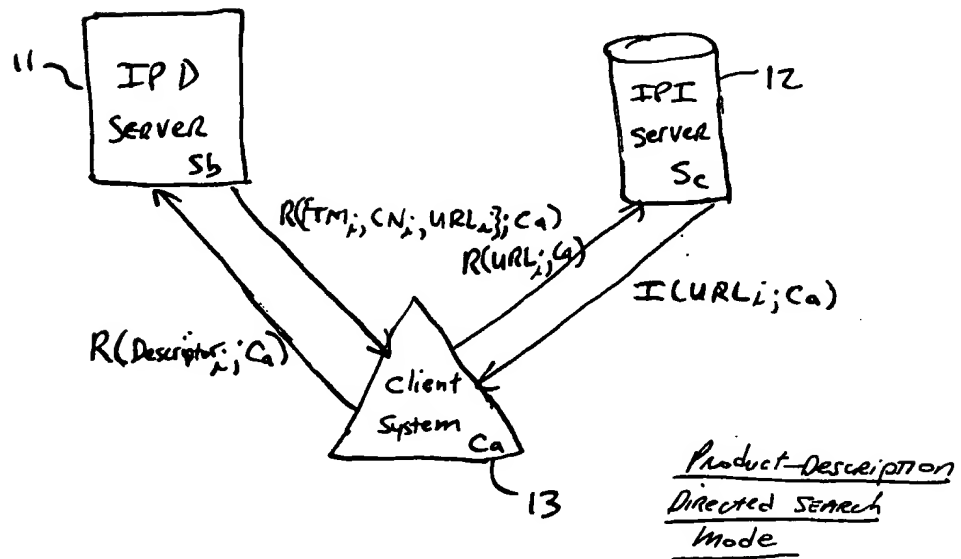 11
IPD
Server
Sb
12
IPI
Server
Sc
R({TMi, CNi, URLi}; Ca)
R(URLi; Ca)
I(URLi; Ca)
R(Descriptori; Ca)
Client
System
Ca
13
Product-Description
Directed Search
Mode